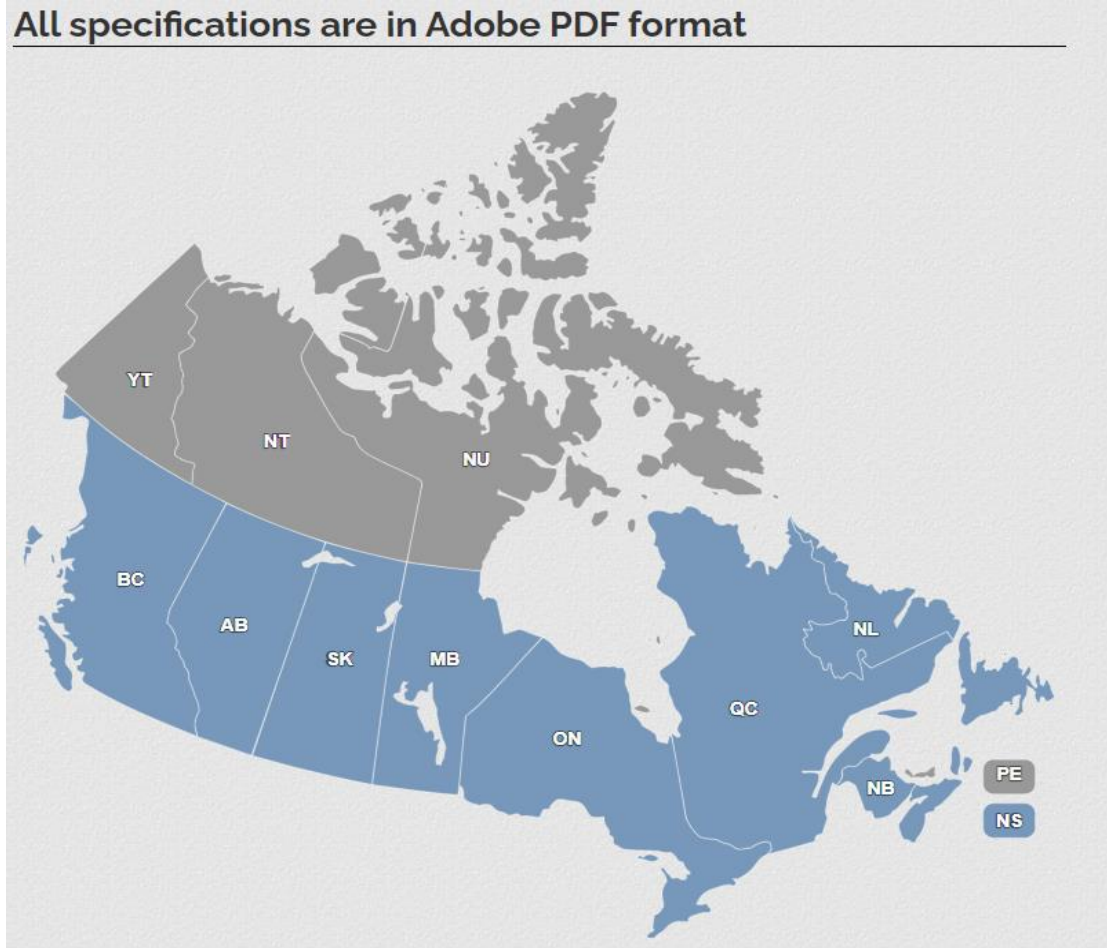 All specifications are in Adobe PDF format
YT
NT
NU
BC
AB
SK
MB
ON
QC
NL
NB
PE
NS